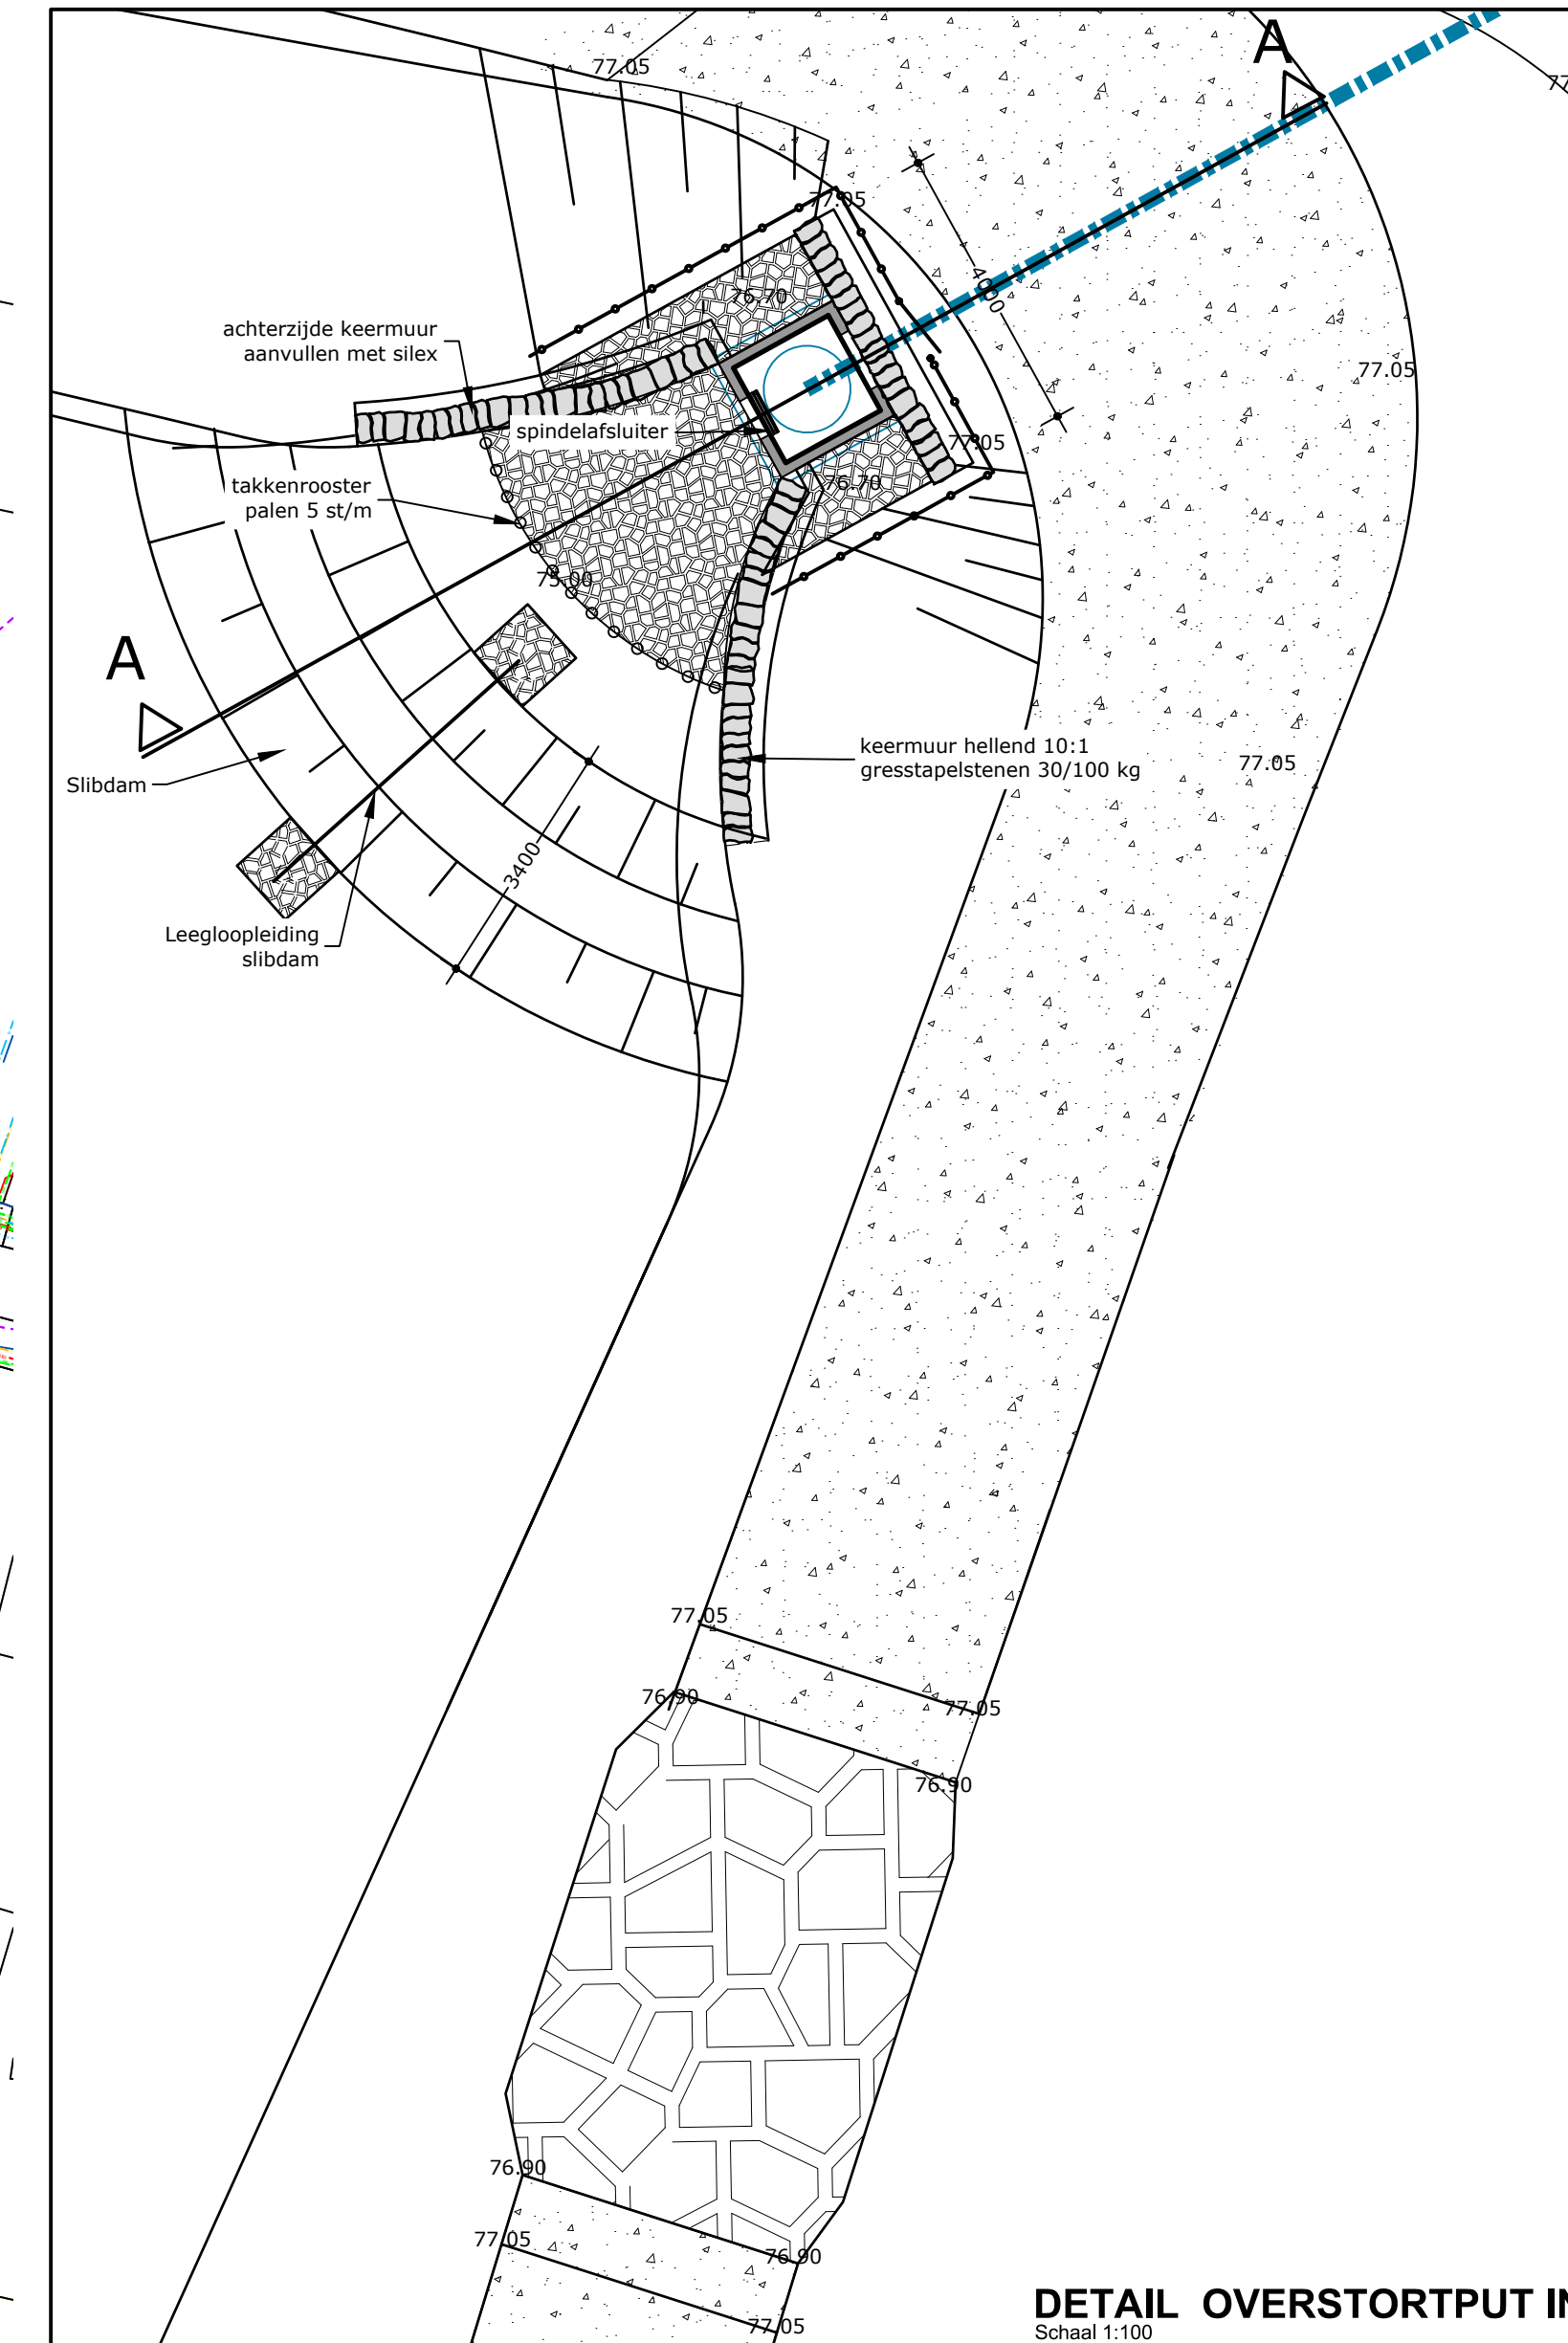 A
77.05
77.05
4000
76.70
achterzijde keermuur
aanvullen met silex
77.05
spindelafsluiter
77.05
takkenrooster
palen 5 st/m
76.70
75.00
A
keermuur hellend 10:1
gresstapelstenen 30/100 kg
77.05
Slibdam
3400
Leegloopleiding
slibdam
77.05
76.90
77.05
76.90
76.90
77.05
76.90
77.05
DETAIL OVERSTORTPUT
Schaal 1:100